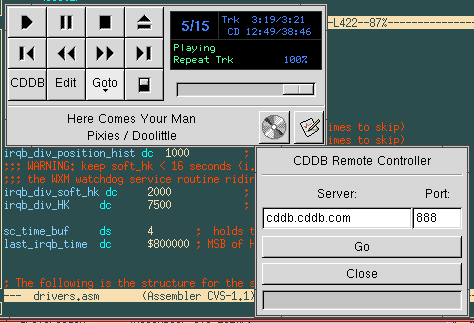 5/15 Trk 3:19/3:21
CD 12:49/38:46
Playing
Repeat Trk 100%
CDDB Edit Goto
Here Comes Your Man
Pixies / Doolittle
-L422--87%-
imes to skip)
imes to skip)
irqb_div_position_hist dc 1000 ;
;;; WARNING: keep soft_hk < 16 seconds (i.
;;; the WXM watchdog service routine ridin
irqb_div_soft_hk dc 2000 ;
irqb_div_HK dc 7500 ;
sc_time_buf ds 4 ; holds t
last_irqb_time dc $800000 ; MSB of H
; The following is the structure for the s
--- drivers.asm (Assembler CVS-1.1)
CDDB Remote Controller
Server: Port:
cddb.cddb.com 888
Go
Close